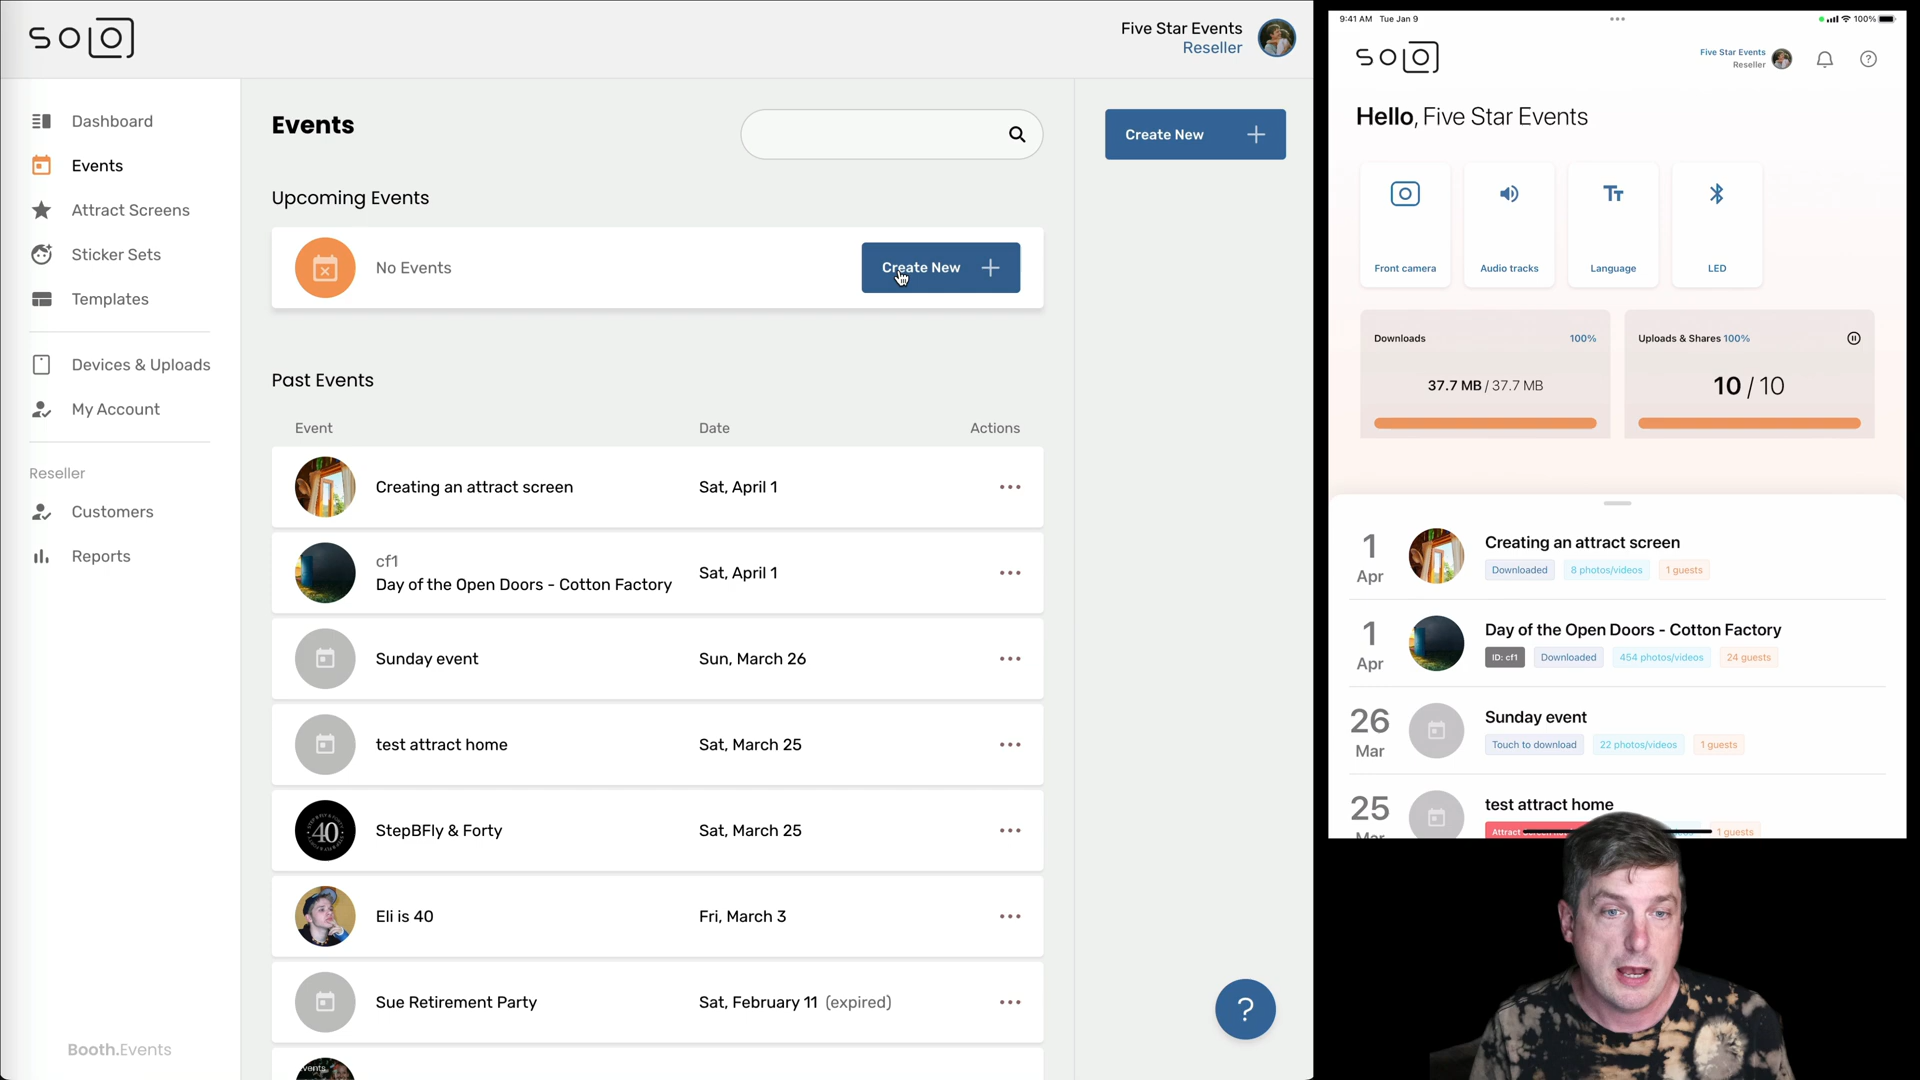 SOLO
Five Star Events
Reseller
Dashboard
Events
Attract Screens
Sticker Sets
Templates
Devices & Uploads
My Account
Reseller
Customers
Reports
Booth.Events
Events
Create New
Upcoming Events
No Events
Create New
Past Events
Event Date Actions
Creating an attract screen Sat, April 1
cf1
Day of the Open Doors - Cotton Factory Sat, April 1
Sunday event Sun, March 26
test attract home Sat, March 25
40
StepBFly & Forty Sat, March 25
Eli is 40 Fri, March 3
Sue Retirement Party Sat, February 11 (expired)
?
9:41 AM Tue Jan 9
100%
SOLO
Five Star Events
Reseller
?
Hello, Five Star Events
Front camera
Audio tracks
Tт
Language
LED
Downloads 100%
37.7 MB / 37.7 MB
Uploads & Shares 100%
10 / 10
1
Apr
Creating an attract screen
Downloaded 8 photos/videos 1 guests
1
Apr
Day of the Open Doors - Cotton Factory
ID: cf1 Downloaded 454 photos/videos 24 guests
26
Mar
Sunday event
Touch to download 22 photos/videos 1 guests
25
Mar
test attract home
Attract 1 guests